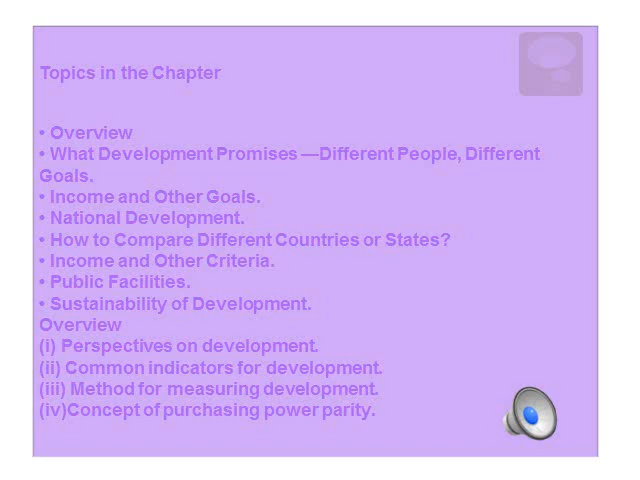 Topics in the Chapter
• Overview
• What Development Promises —Different People, Different
Goals.
• Income and Other Goals.
• National Development.
• How to Compare Different Countries or States?
• Income and Other Criteria.
• Public Facilities.
• Sustainability of Development.
Overview
(i) Perspectives on development.
(ii) Common indicators for development.
(iii) Method for measuring development.
(iv)Concept of purchasing power parity.